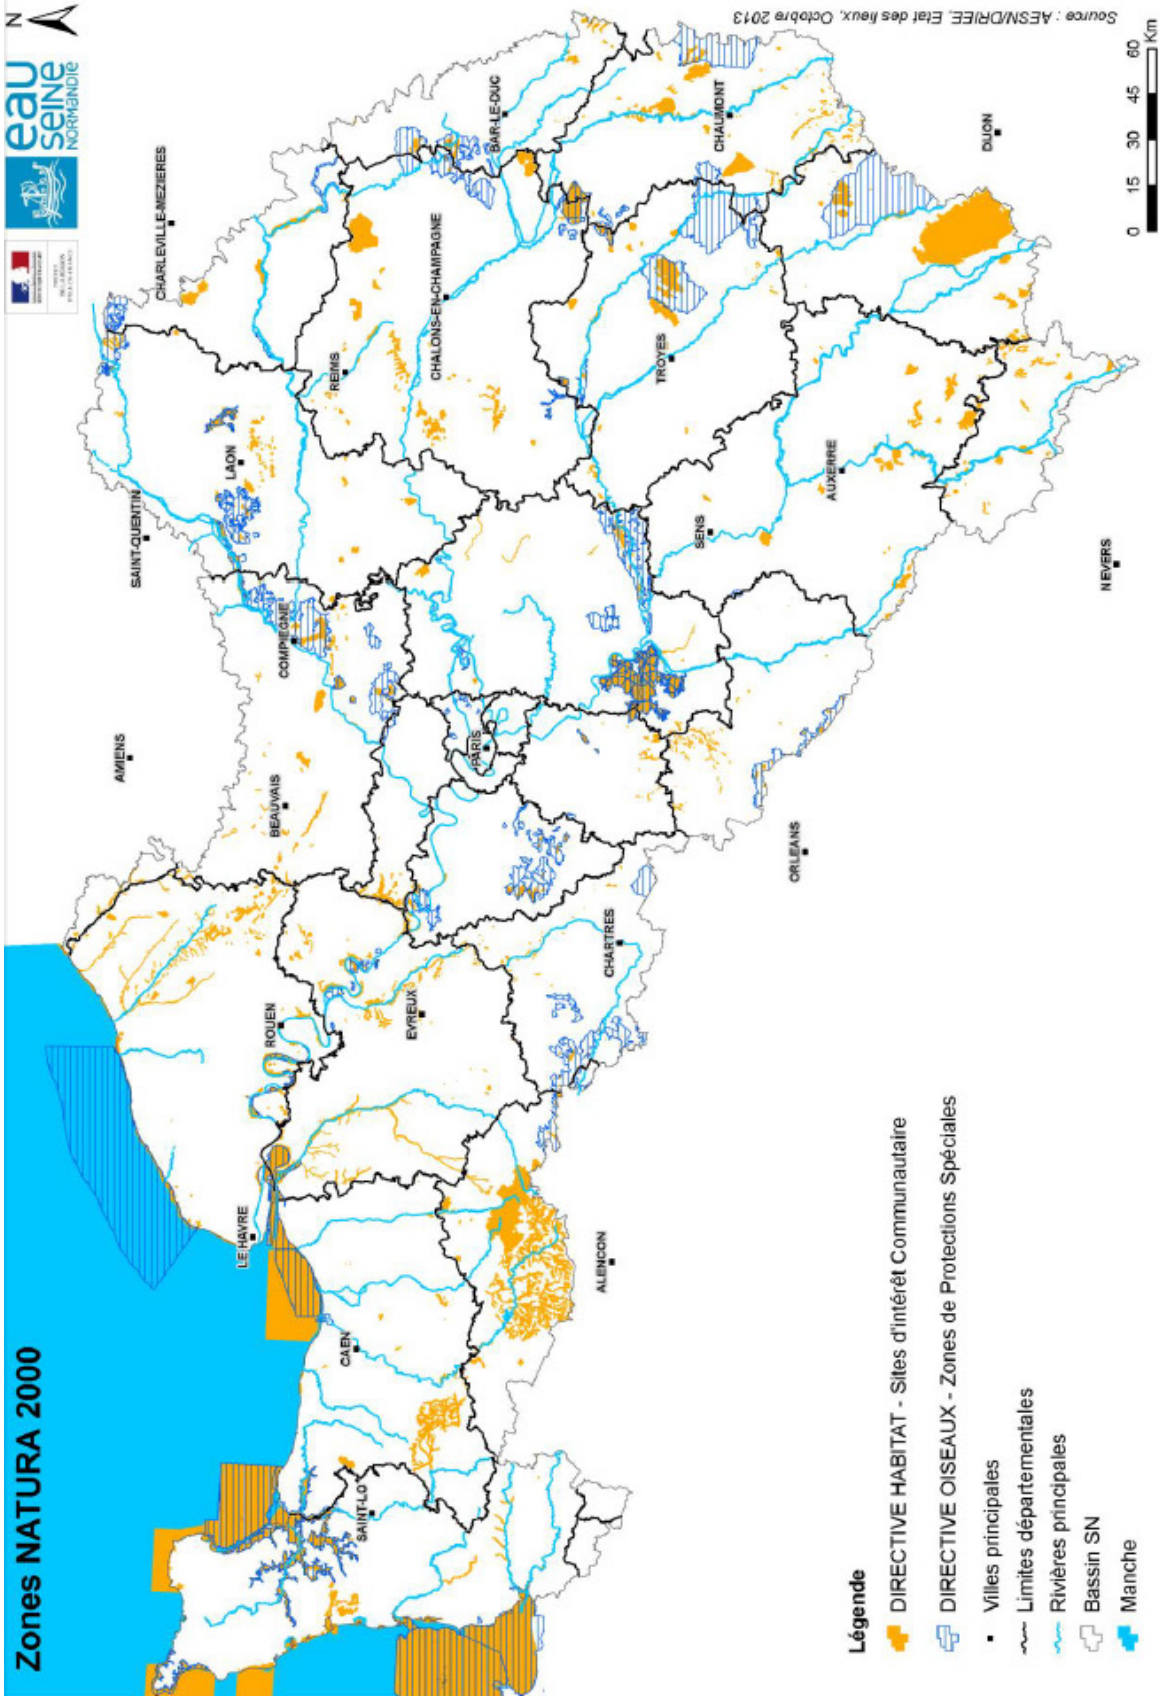 Zones NATURA 2000
eau
SEINE
NORMANDIE
N
CHARLEVILLE-MEZIERES
SAINT-QUENTIN
AMIENS
LAON
COMPIEGNE
BEAUVAIS
REIMS
ROUEN
LE HAVRE
BAR-LE-DUC
CHALONS-EN-CHAMPAGNE
PARIS
EVREUX
CAEN
SAINT-LO
CHAUMONT
TROYES
SENS
CHARTRES
ALENCON
AUXERRE
ORLEANS
DIJON
NEVERS
Légende
DIRECTIVE HABITAT - Sites d'intérêt Communautaire
DIRECTIVE OISEAUX - Zones de Protections Spéciales
Villes principales
Limites départementales
Rivières principales
Bassin SN
Manche
0 15 30 45 60 Km
Source : AESN/DRIEE, Etat des lieux, Octobre 2013